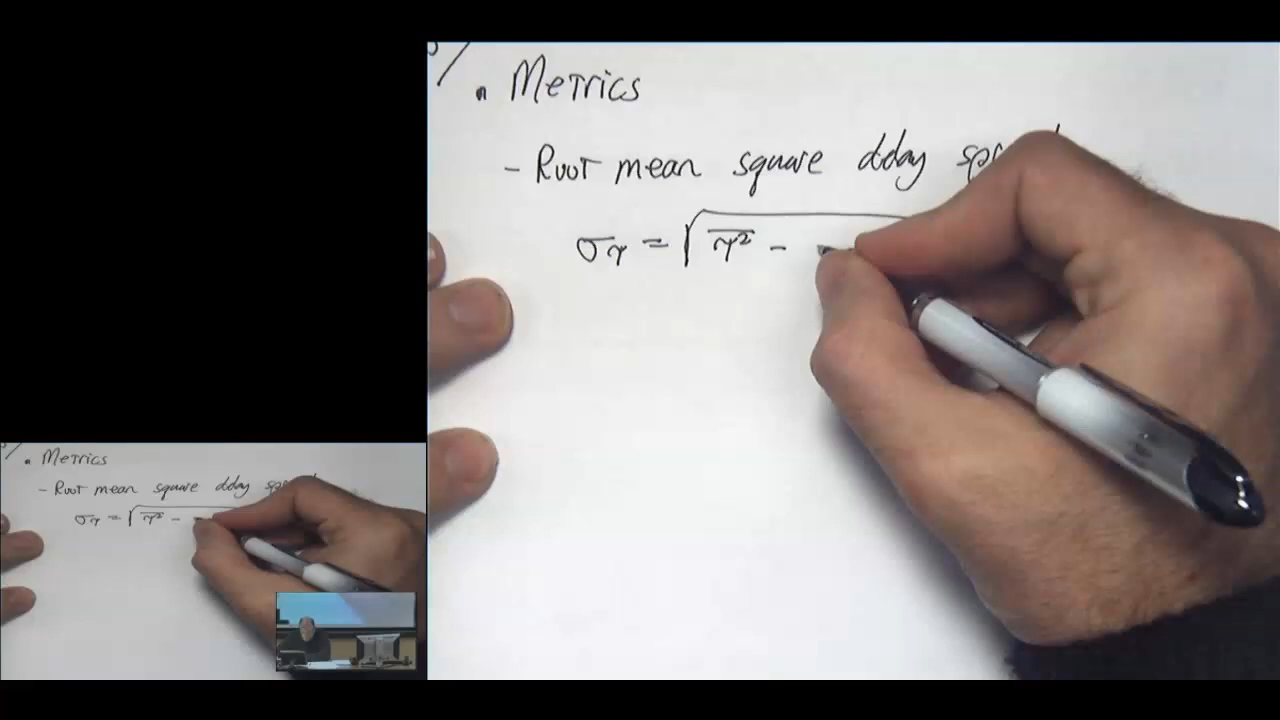 . Metrics
- Root mean square delay
στ = √ τ² -